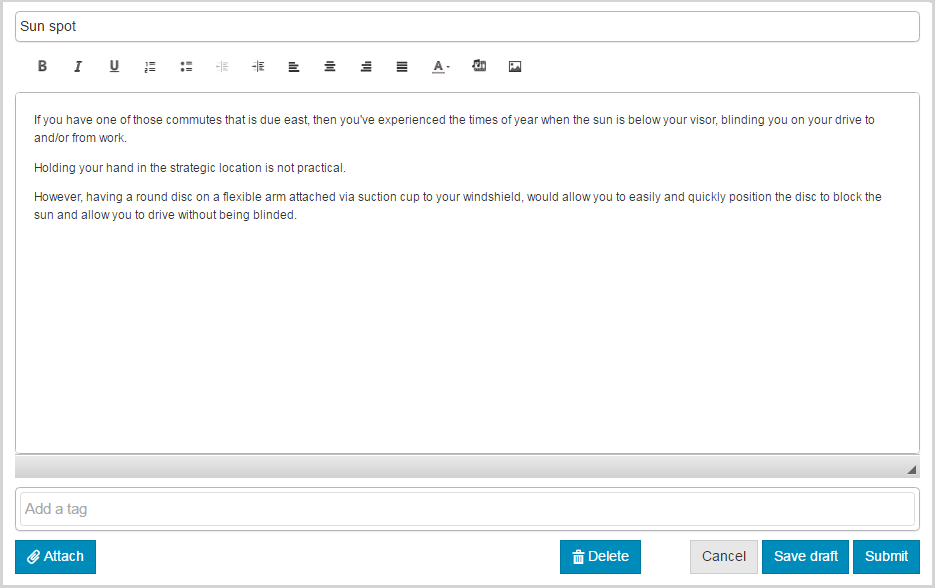 Sun spot
B I U A
If you have one of those commutes that is due east, then you've experienced the times of year when the sun is below your visor, blinding you on your drive to
and/or from work.
Holding your hand in the strategic location is not practical.
However, having a round disc on a flexible arm attached via suction cup to your windshield, would allow you to easily and quickly position the disc to block the
sun and allow you to drive without being blinded.
Add a tag
Attach Delete Cancel Save draft Submit